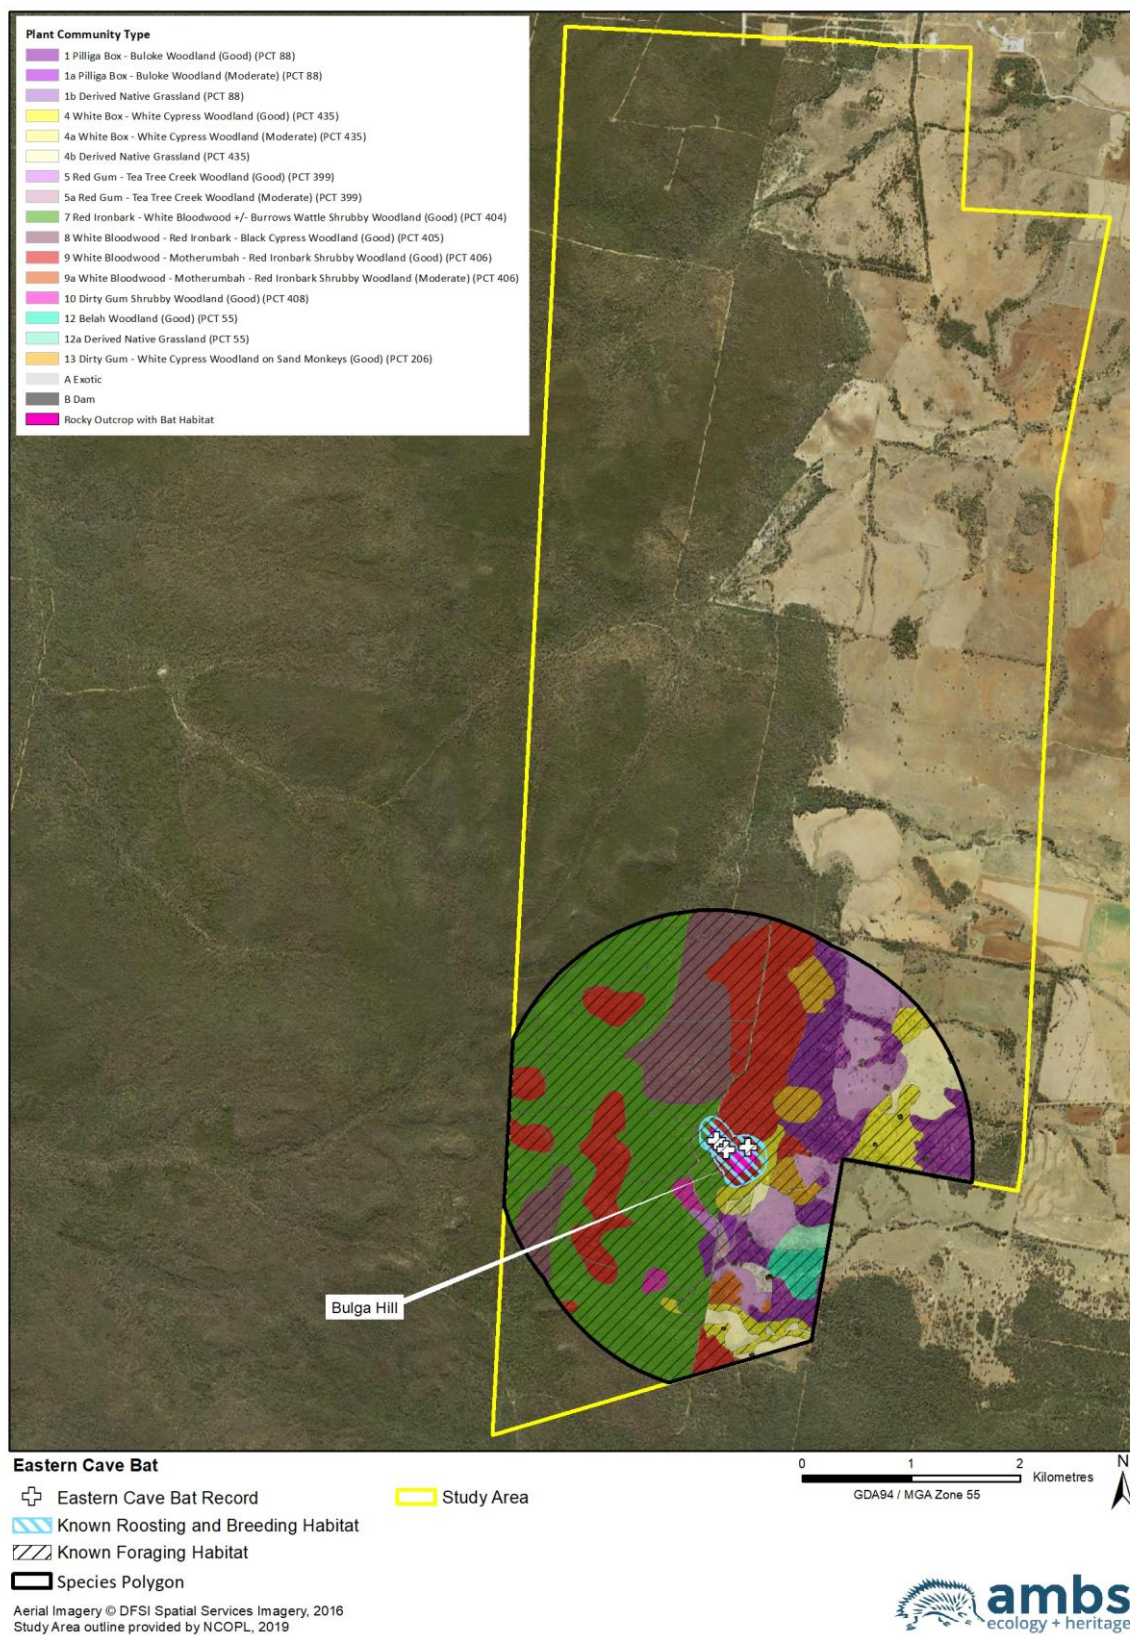 Plant Community Type
1 Pilliga Box - Buloke Woodland (Good) (PCT 88)
1a Pilliga Box - Buloke Woodland (Moderate) (PCT 88)
1b Derived Native Grassland (PCT 88)
4 White Box - White Cypress Woodland (Good) (PCT 435)
4a White Box - White Cypress Woodland (Moderate) (PCT 435)
4b Derived Native Grassland (PCT 435)
5 Red Gum - Tea Tree Creek Woodland (Good) (PCT 399)
5a Red Gum - Tea Tree Creek Woodland (Moderate) (PCT 399)
7 Red Ironbark - White Bloodwood +/- Burrows Wattle Shrubby Woodland (Good) (PCT 404)
8 White Bloodwood - Red Ironbark - Black Cypress Woodland (Good) (PCT 405)
9 White Bloodwood - Motherumbah - Red Ironbark Shrubby Woodland (Good) (PCT 406)
9a White Bloodwood - Motherumbah - Red Ironbark Shrubby Woodland (Moderate) (PCT 406)
10 Dirty Gum Shrubby Woodland (Good) (PCT 408)
12 Belah Woodland (Good) (PCT 55)
12a Derived Native Grassland (PCT 55)
13 Dirty Gum - White Cypress Woodland on Sand Monkeys (Good) (PCT 206)
A Exotic
B Dam
Rocky Outcrop with Bat Habitat
Bulga Hill
Eastern Cave Bat
Eastern Cave Bat Record
Study Area
Known Roosting and Breeding Habitat
Known Foraging Habitat
Species Polygon
Aerial Imagery © DFSI Spatial Services Imagery, 2016
Study Area outline provided by NCOPL, 2019
0 1 2
Kilometres
GDA94 / MGA Zone 55
N
ambs
ecology + heritage